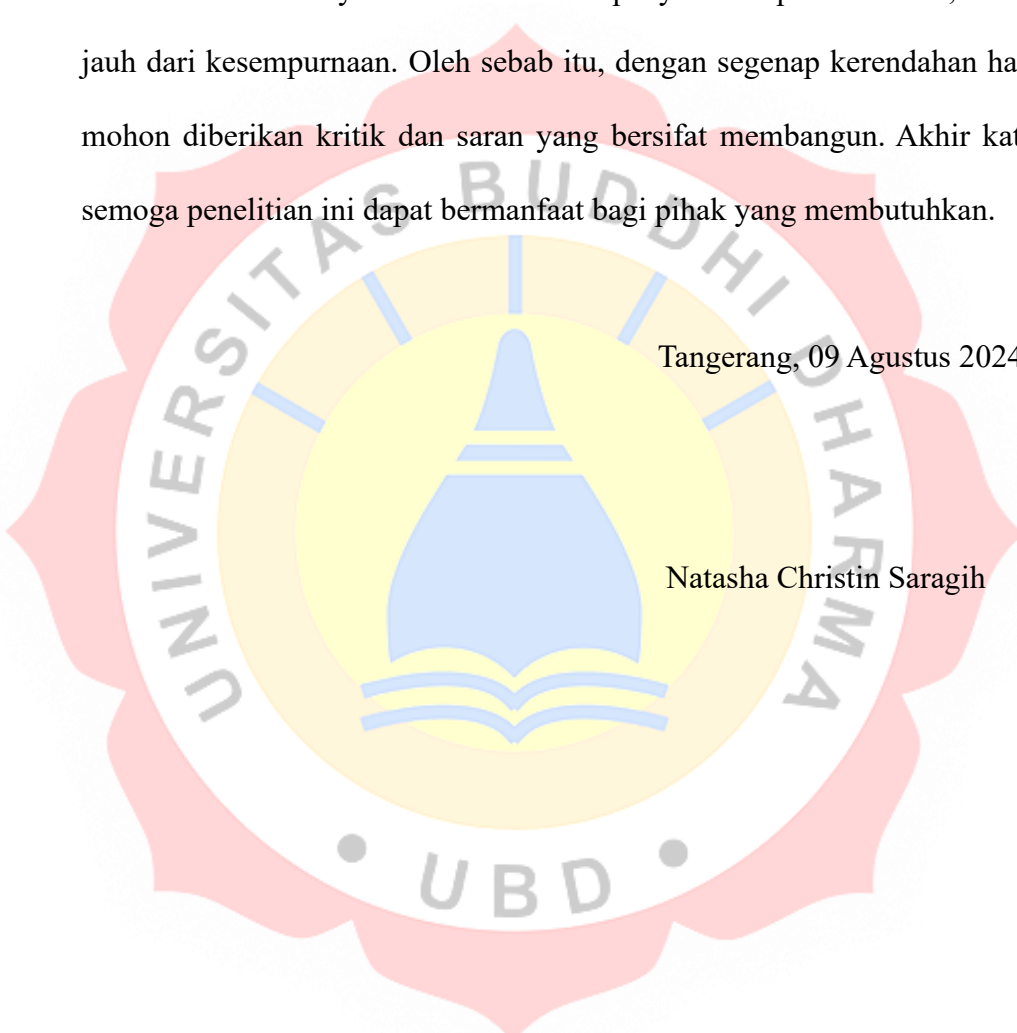 jauh dari kesempurnaan. Oleh sebab itu, dengan segenap kerendahan
mohon diberikan kritik dan saran yang bersifat membangun. Akhir
semoga penelitian ini dapat bermanfaat bagi pihak yang membutuhkan.
UNIVERSITAS BUDDHI DHARMA
Tangerang, 09 Agustus 2024
Natasha Christin Saragih
• UBD •